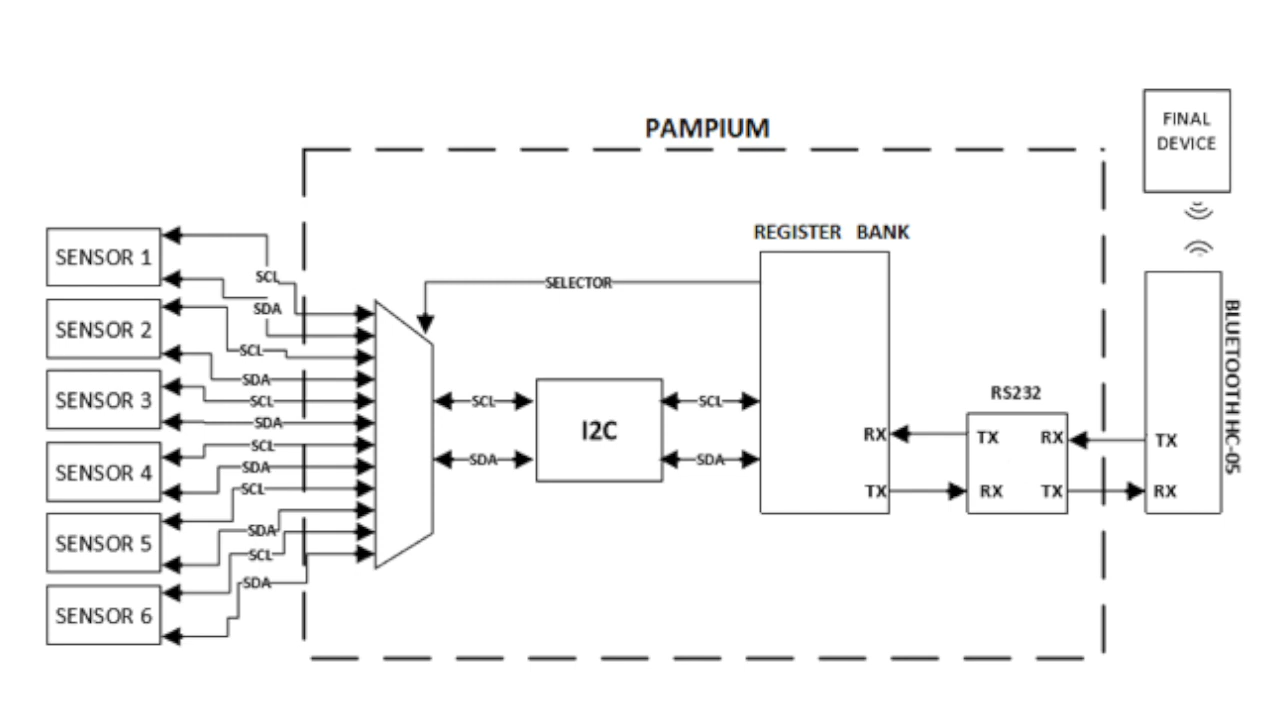 PAMPIUM
FINAL
DEVICE
REGISTER BANK
SENSOR 1
SCL
SDA
SELECTOR
SENSOR 2
SCL
SDA
SENSOR 3
SCL
SDA
SCL
SDA
I2C
SCL
SDA
RS232
RX
TX
TX
RX
RX
TX
TX
RX
BLUETOOTH HC-05
SCL
SENSOR 4
SDA
SCL
SENSOR 5
SDA
SCL
SENSOR 6
SDA